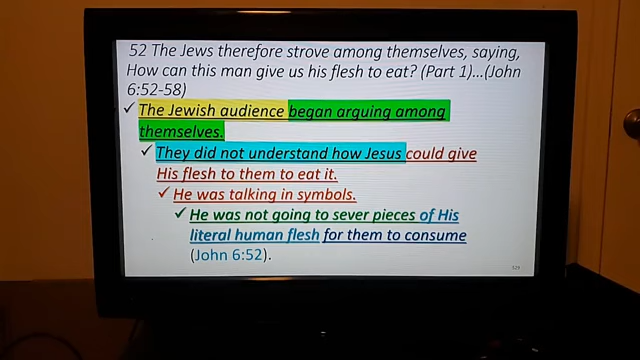 52 The Jews therefore strove among themselves, saying,
How can this man give us his flesh to eat? (Part 1)...(John
6:52-58)
✓ The Jewish audience began arguing among
themselves.
✓ They did not understand how Jesus could give
His flesh to them to eat it.
✓ He was talking in symbols.
✓ He was not going to sever pieces of His
literal human flesh for them to consume
(John 6:52).
529